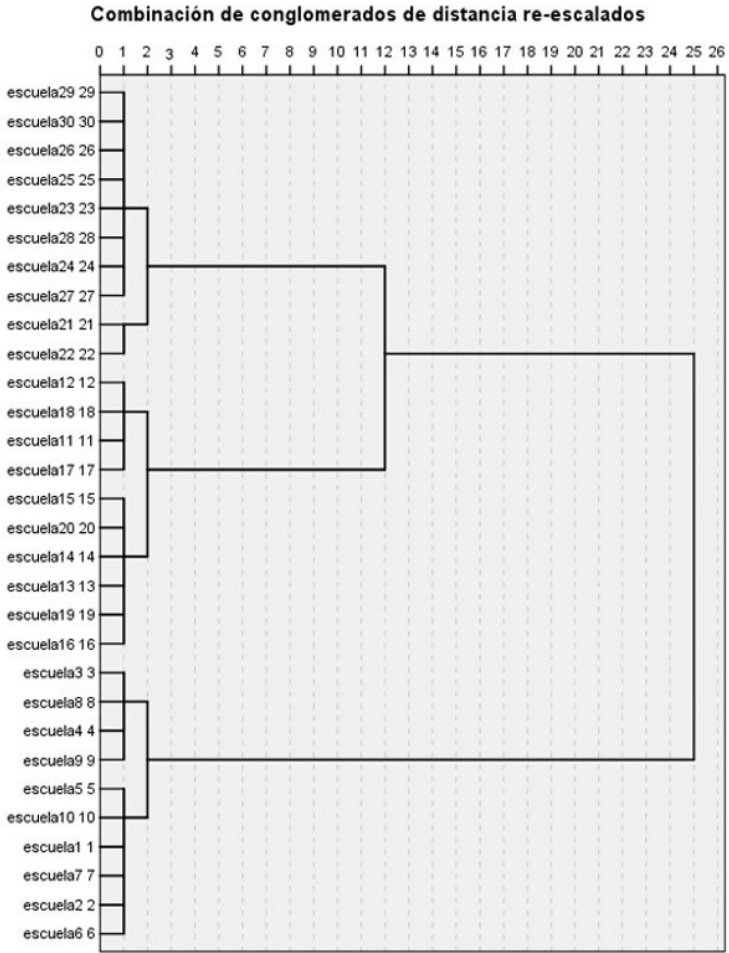 Combinación de conglomerados de distancia re-escalados
0 1 2 3 4 5 6 7 8 9 10 11 12 13 14 15 16 17 18 19 20 21 22 23 24 25 26
escuela29 29
escuela30 30
escuela26 26
escuela25 25
escuela23 23
escuela28 28
escuela24 24
escuela27 27
escuela21 21
escuela22 22
escuela12 12
escuela18 18
escuela11 11
escuela17 17
escuela15 15
escuela20 20
escuela14 14
escuela13 13
escuela19 19
escuela16 16
escuela3 3
escuela8 8
escuela4 4
escuela9 9
escuela5 5
escuela10 10
escuela1 1
escuela7 7
escuela2 2
escuela6 6